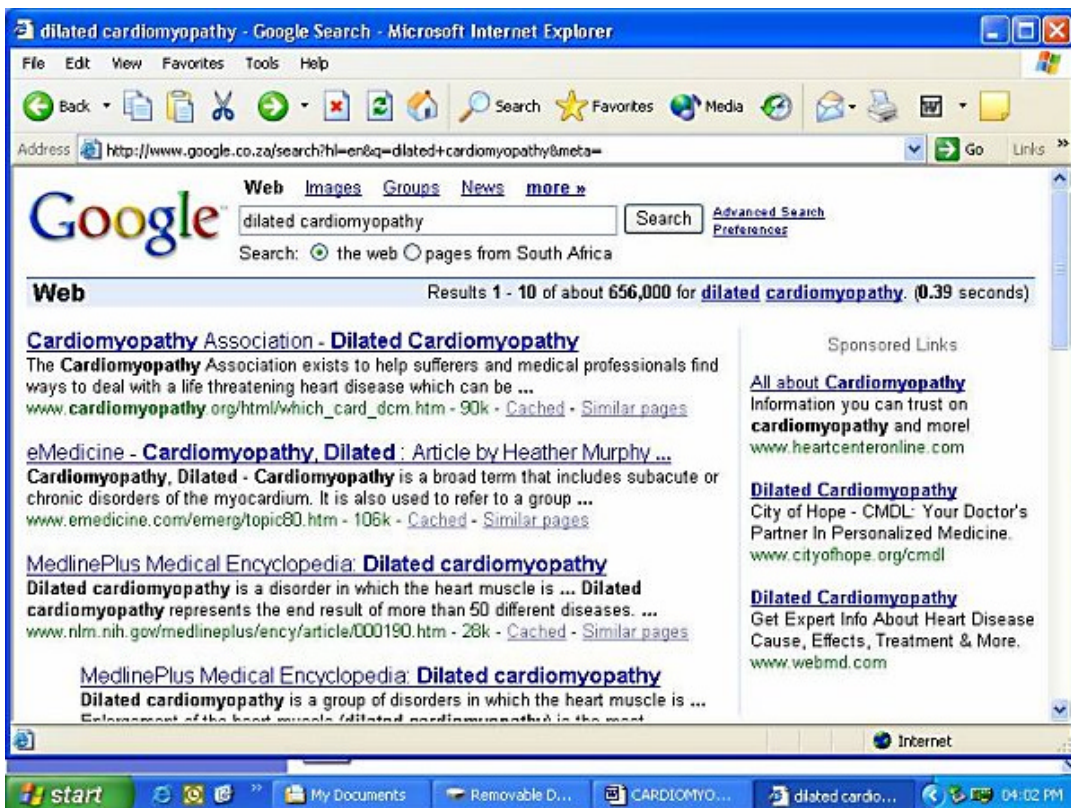 dilated cardiomyopathy - Google Search - Microsoft Internet Explorer
File Edit View Favorites Tools Help
Back Search Favorites Media
Address http://www.google.co.za/search?hl=en&q=dilated+cardiomyopathy&meta= Go Links »
Web Images Groups News more »
Google™
dilated cardiomyopathy Search Advanced Search
Preferences
Search: the web pages from South Africa
Web Results 1 - 10 of about 656,000 for dilated cardiomyopathy. (0.39 seconds)
Cardiomyopathy Association - Dilated Cardiomyopathy
The Cardiomyopathy Association exists to help sufferers and medical professionals find
ways to deal with a life threatening heart disease which can be ...
www.cardiomyopathy.org/html/which_card_dcm.htm - 90k - Cached - Similar pages
eMedicine - Cardiomyopathy, Dilated : Article by Heather Murphy ...
Cardiomyopathy, Dilated - Cardiomyopathy is a broad term that includes subacute or
chronic disorders of the myocardium. It is also used to refer to a group ...
www.emedicine.com/emerg/topic80.htm - 106k - Cached - Similar pages
MedlinePlus Medical Encyclopedia: Dilated cardiomyopathy
Dilated cardiomyopathy is a disorder in which the heart muscle is ... Dilated
cardiomyopathy represents the end result of more than 50 different diseases. ...
www.nlm.nih.gov/medlineplus/ency/article/000190.htm - 28k - Cached - Similar pages
MedlinePlus Medical Encyclopedia: Dilated cardiomyopathy
Dilated cardiomyopathy is a group of disorders in which the heart muscle is ...
Enlargement of the heart muscle (dilated cardiomyopathy) is the most
Sponsored Links
All about Cardiomyopathy
Information you can trust on
cardiomyopathy and more!
www.heartcenteronline.com
Dilated Cardiomyopathy
City of Hope - CMDL: Your Doctor's
Partner In Personalized Medicine.
www.cityofhope.org/cmdl
Dilated Cardiomyopathy
Get Expert Info About Heart Disease
Cause, Effects, Treatment & More.
www.webmd.com
Internet
start » My Documents Removable D... CARDIOMYO... dilated cardio... 04:02 PM